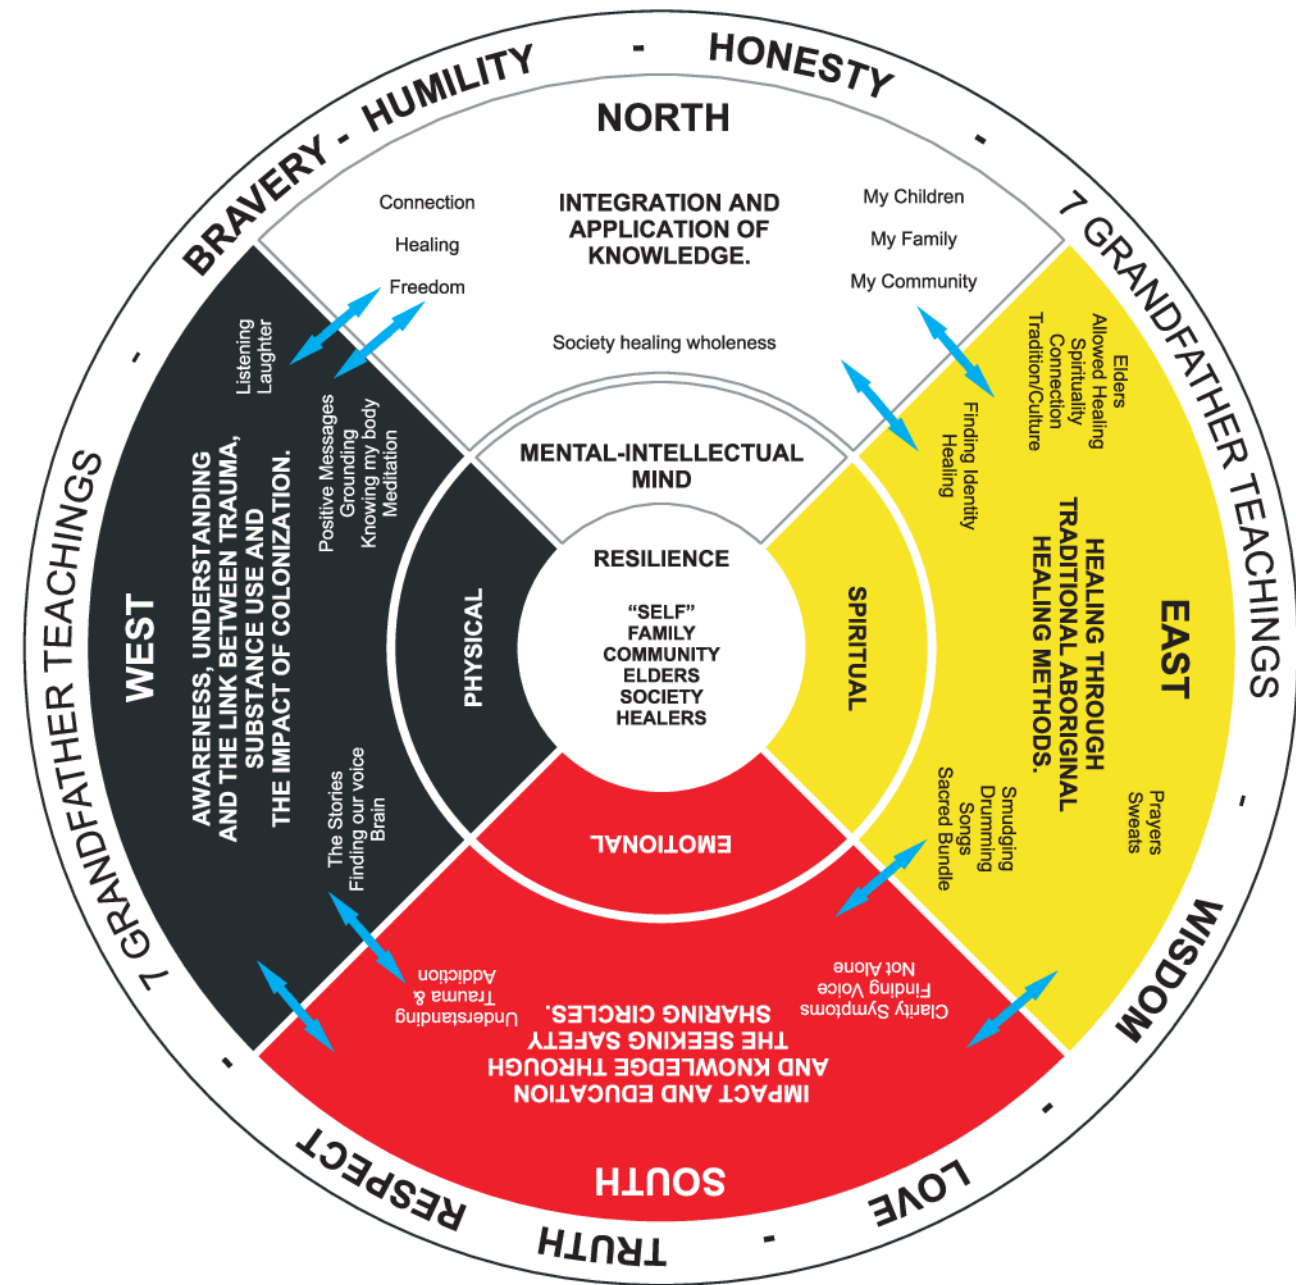 BRAVERY - HUMILITY - HONESTY -
7 GRANDFATHER TEACHINGS -
WISDOM
- LOVE - TRUTH
RESPECT -
7 GRANDFATHER TEACHINGS -
NORTH
INTEGRATION AND
APPLICATION OF
KNOWLEDGE.
Connection
Healing
Freedom
My Children
My Family
My Community
Society healing wholeness
MENTAL-INTELLECTUAL
MIND
EAST
HEALING THROUGH
TRADITIONAL ABORIGINAL
HEALING METHODS.
Elders
Allowed Healing
Spirituality
Connection
Tradition/Culture
Finding Identity
Healing
Prayers
Sweats
Smudging
Drumming
Songs
Sacred Bundle
SPIRITUAL
SOUTH
IMPACT AND EDUCATION
AND KNOWLEDGE THROUGH
THE SEEKING SAFETY
SHARING CIRCLES.
Clarity Symptoms
Finding Voice
Not Alone
Understanding
Trauma &
Addiction
EMOTIONAL
WEST
AWARENESS, UNDERSTANDING
AND THE LINK BETWEEN TRAUMA,
SUBSTANCE USE AND
THE IMPACT OF COLONIZATION.
Listening
Laughter
Positive Messages
Grounding
Knowing my body
Meditation
The Stories
Finding our voice
Brain
PHYSICAL
RESILIENCE
“SELF”
FAMILY
COMMUNITY
ELDERS
SOCIETY
HEALERS